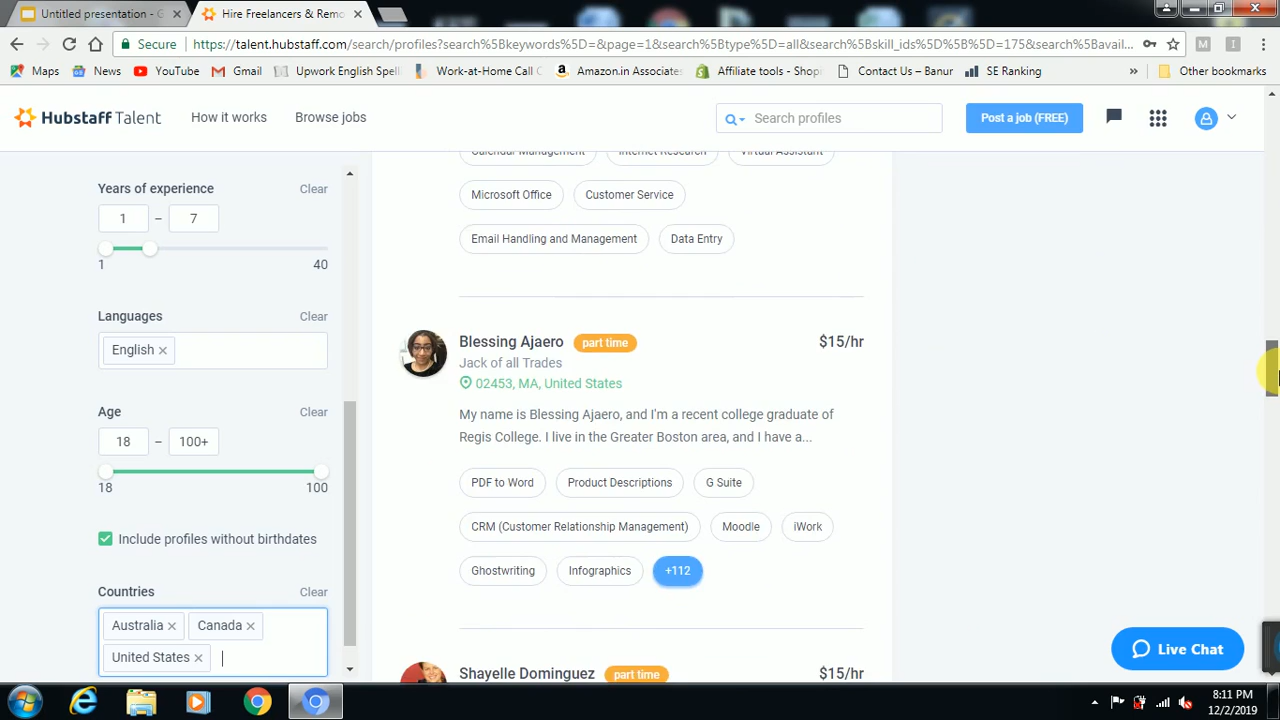 Untitled presentation - G
Hire Freelancers & Remo
Secure
https://talent.hubstaff.com/search/profiles?search%5Bkeywords%5D=&page=1&search%5Btype%5D=all&search%5Bskill_ids%5D%5B%5D=175&search%5Bavail...
Maps
News
YouTube
Gmail
Upwork English Spell
Work-at-Home Call C
Amazon.in Associates
Affiliate tools - Shopi
Contact Us – Banur
SE Ranking
»
Other bookmarks
Hubstaff Talent
How it works
Browse jobs
Search profiles
Post a job (FREE)
Calendar Management
Internet Research
Virtual Assistant
Years of experience
Clear
1 – 7
1
40
Microsoft Office
Customer Service
Email Handling and Management
Data Entry
Languages
Clear
English ×
Age
Clear
18 – 100+
18
100
Include profiles without birthdates
Countries
Clear
Australia ×
Canada ×
United States ×
Blessing Ajaero
part time
$15/hr
Jack of all Trades
02453, MA, United States
My name is Blessing Ajaero, and I'm a recent college graduate of
Regis College. I live in the Greater Boston area, and I have a...
PDF to Word
Product Descriptions
G Suite
CRM (Customer Relationship Management)
Moodle
iWork
Ghostwriting
Infographics
+112
Shayelle Dominguez
part time
$15/hr
Live Chat
8:11 PM
12/2/2019